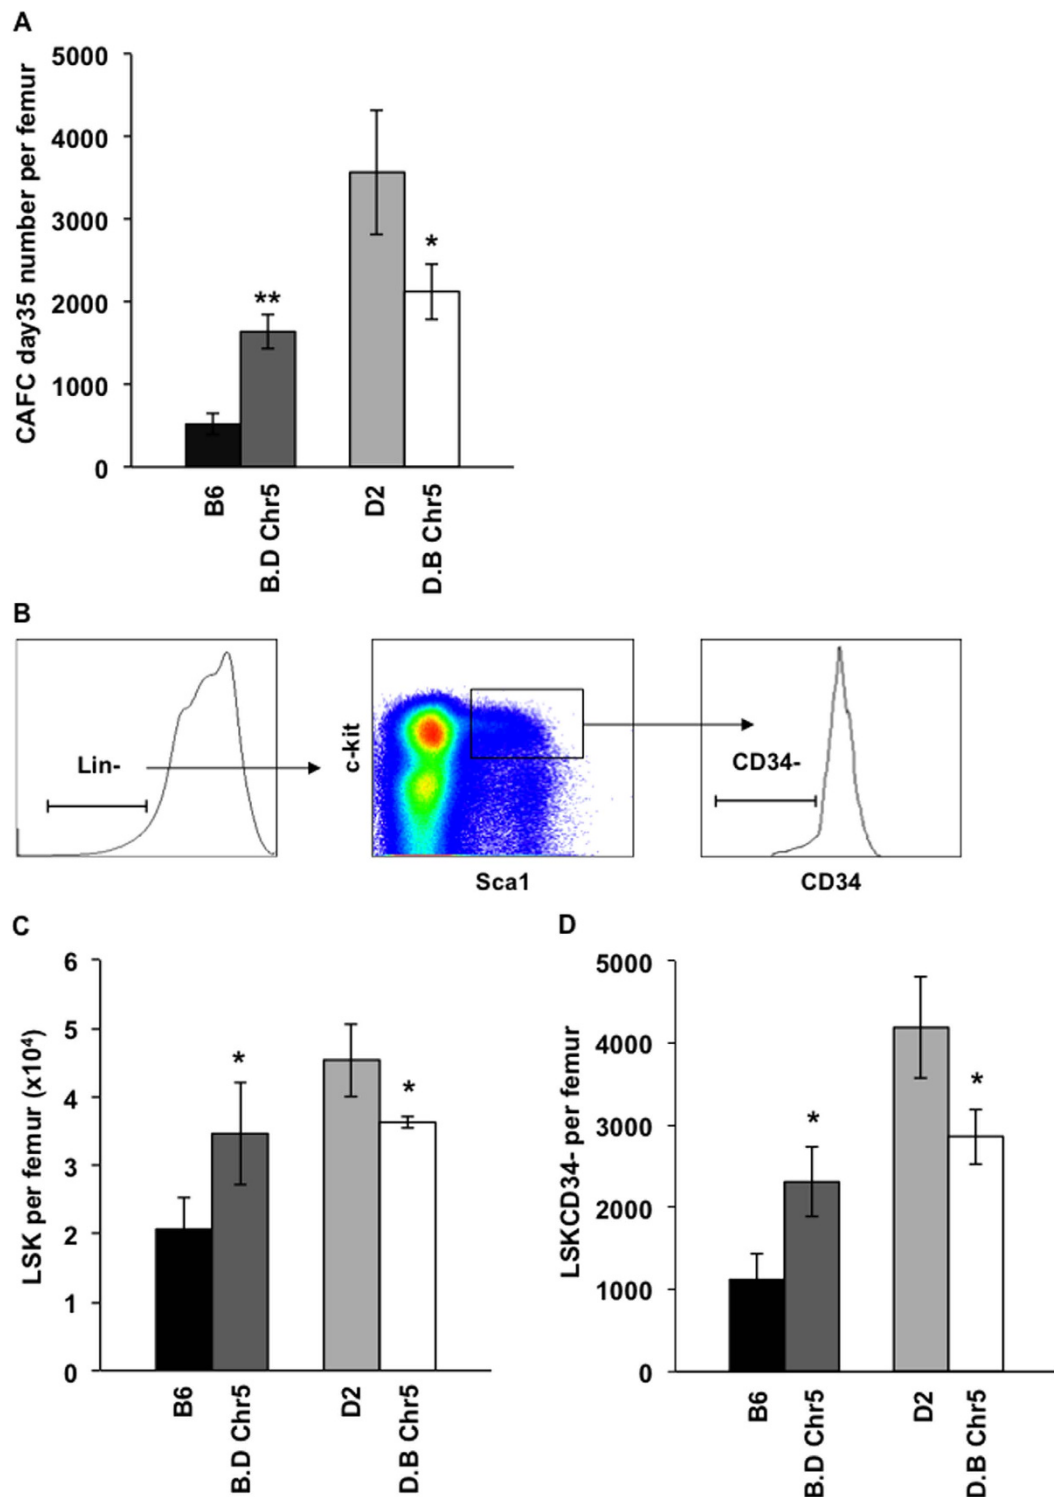 A
CAFC day35 number per femur
5000
4000
3000
2000
1000
0
**
*
B6
B.D Chr5
D2
D.B Chr5
B
Lin-
c-kit
Sca1
CD34-
CD34
C
LSK per femur (x10⁴)
6
5
4
3
2
1
0
*
*
B6
B.D Chr5
D2
D.B Chr5
D
LSKCD34- per femur
5000
4000
3000
2000
1000
0
*
*
B6
B.D Chr5
D2
D.B Chr5